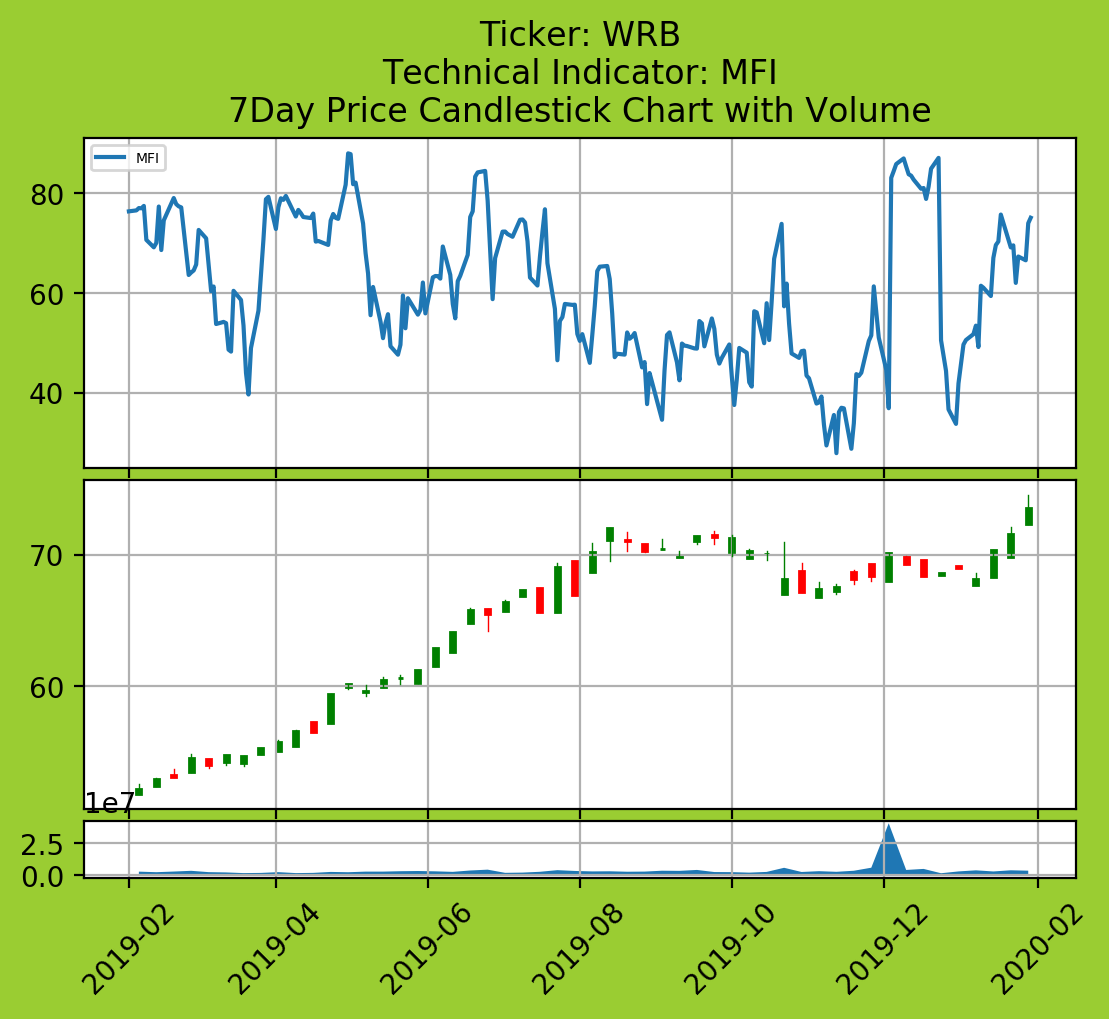 Ticker: WRB
Technical Indicator: MFI
7Day Price Candlestick Chart with Volume
MFI
80
60
40
70
60
1e7
2.5
0.0
2019-02
2019-04
2019-06
2019-08
2019-10
2019-12
2020-02